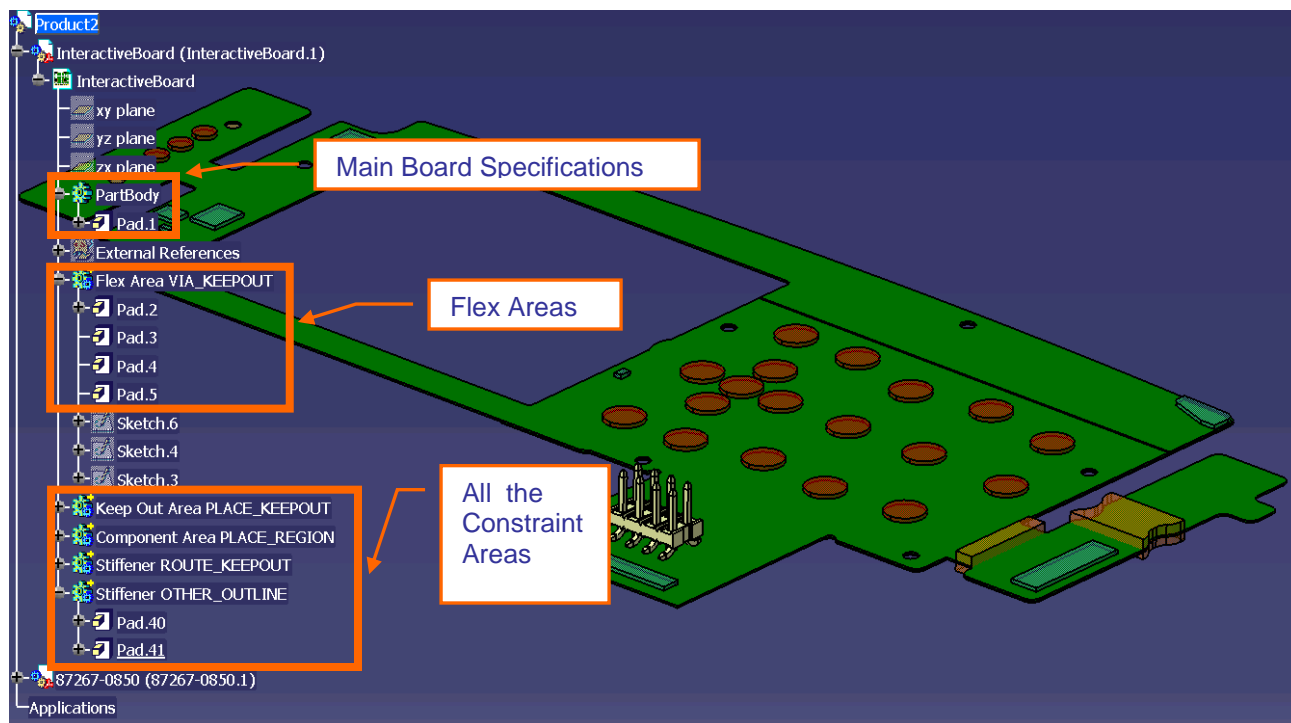 Product2
InteractiveBoard (InteractiveBoard.1)
InteractiveBoard
xy plane
yz plane
zx plane
Main Board Specifications
PartBody
Pad.1
External References
Flex Area VIA_KEEPOUT
Pad.2
Flex Areas
Pad.3
Pad.4
Pad.5
Sketch.6
Sketch.4
Sketch.3
All the
Constraint
Areas
Keep Out Area PLACE_KEEPOUT
Component Area PLACE_REGION
Stiffener ROUTE_KEEPOUT
Stiffener OTHER_OUTLINE
Pad.40
Pad.41
87267-0850 (87267-0850.1)
Applications